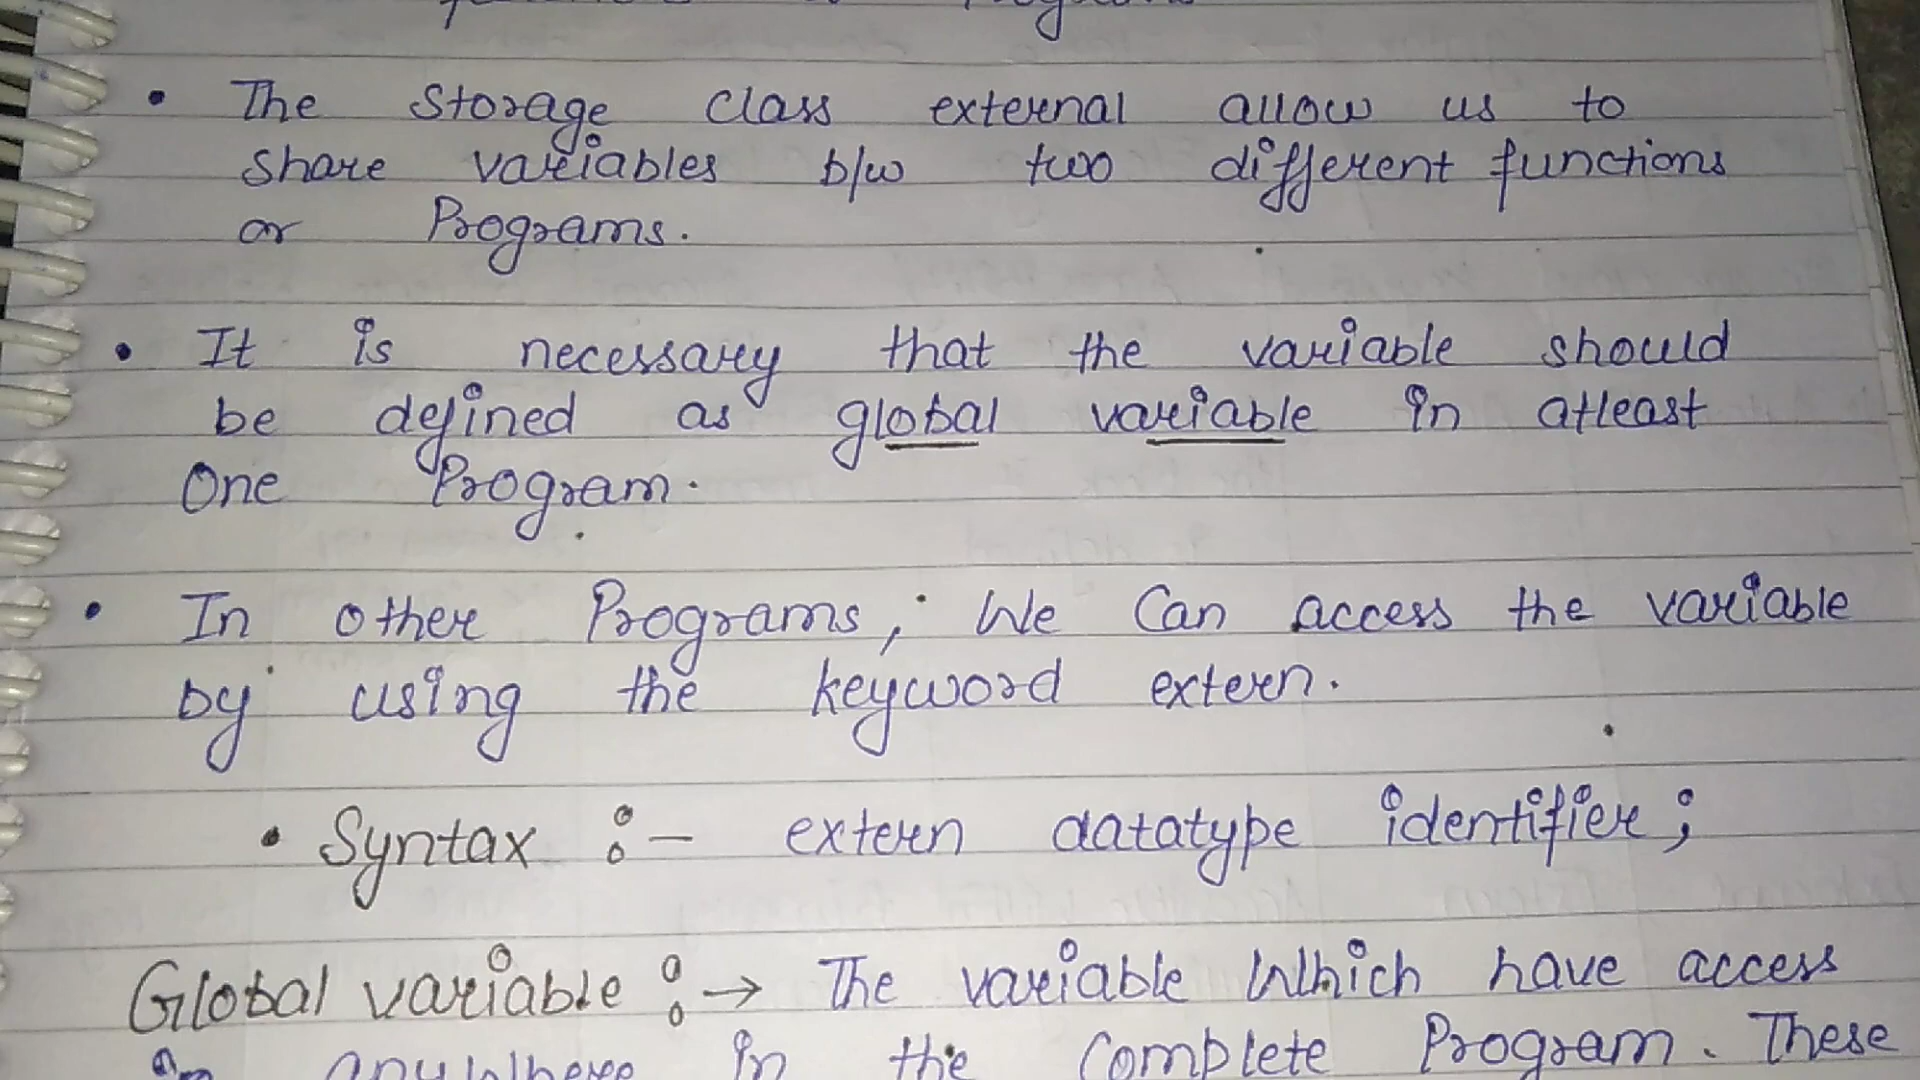 • The Storage class external allow us to
share variables b/w two different functions
or Programs.
• It is necessary that the variable should
be defined as global variable in atleast
One Program.
• In other Programs, We Can access the variable
by using the keyword extern.
• Syntax :- extern datatype identifier;
Global variable :→ The variable Which have access
in anyWhere in the Complete Program. These